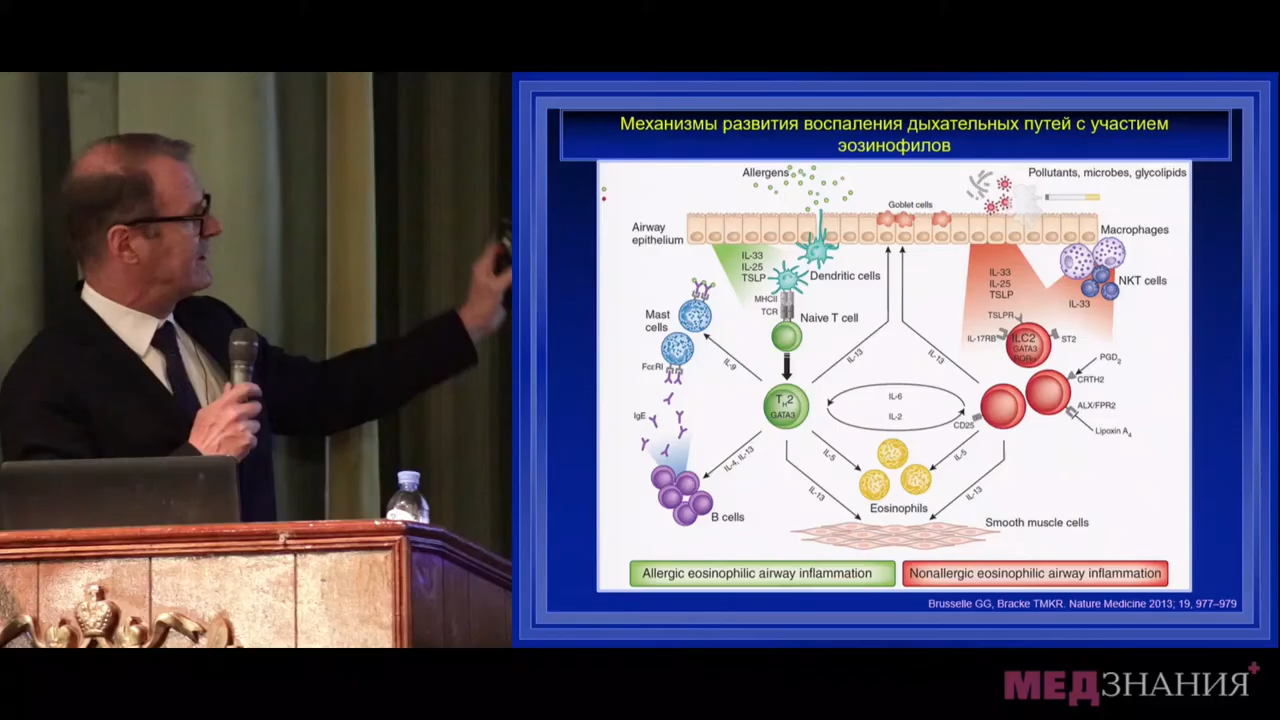 Механизмы развития воспаления дыхательных путей с участием
эозинофилов
Allergens
Pollutants, microbes, glycolipids
Goblet cells
Airway
epithelium
Macrophages
IL-33
IL-25
TSLP
Dendritic cells
IL-33
IL-25
TSLP
NKT cells
IL-33
MHCII
TCR
Naive T cell
Mast
cells
TSLPR
IL-17RB
ILC2
GATA3
ST2
FcεRI
IL-9
IL-13
IL-13
PGD2
CRTH2
TH2
GATA3
IL-6
IL-2
CD25
ALX/FPR2
Lipoxin A4
IgE
IL-4, IL-13
IL-5
IL-5
IL-13
IL-13
B cells
Eosinophils
Smooth muscle cells
Allergic eosinophilic airway inflammation
Nonallergic eosinophilic airway inflammation
Brusselle GG, Bracke TMKR. Nature Medicine 2013; 19, 977–979
МЕДЗНАНИЯ+